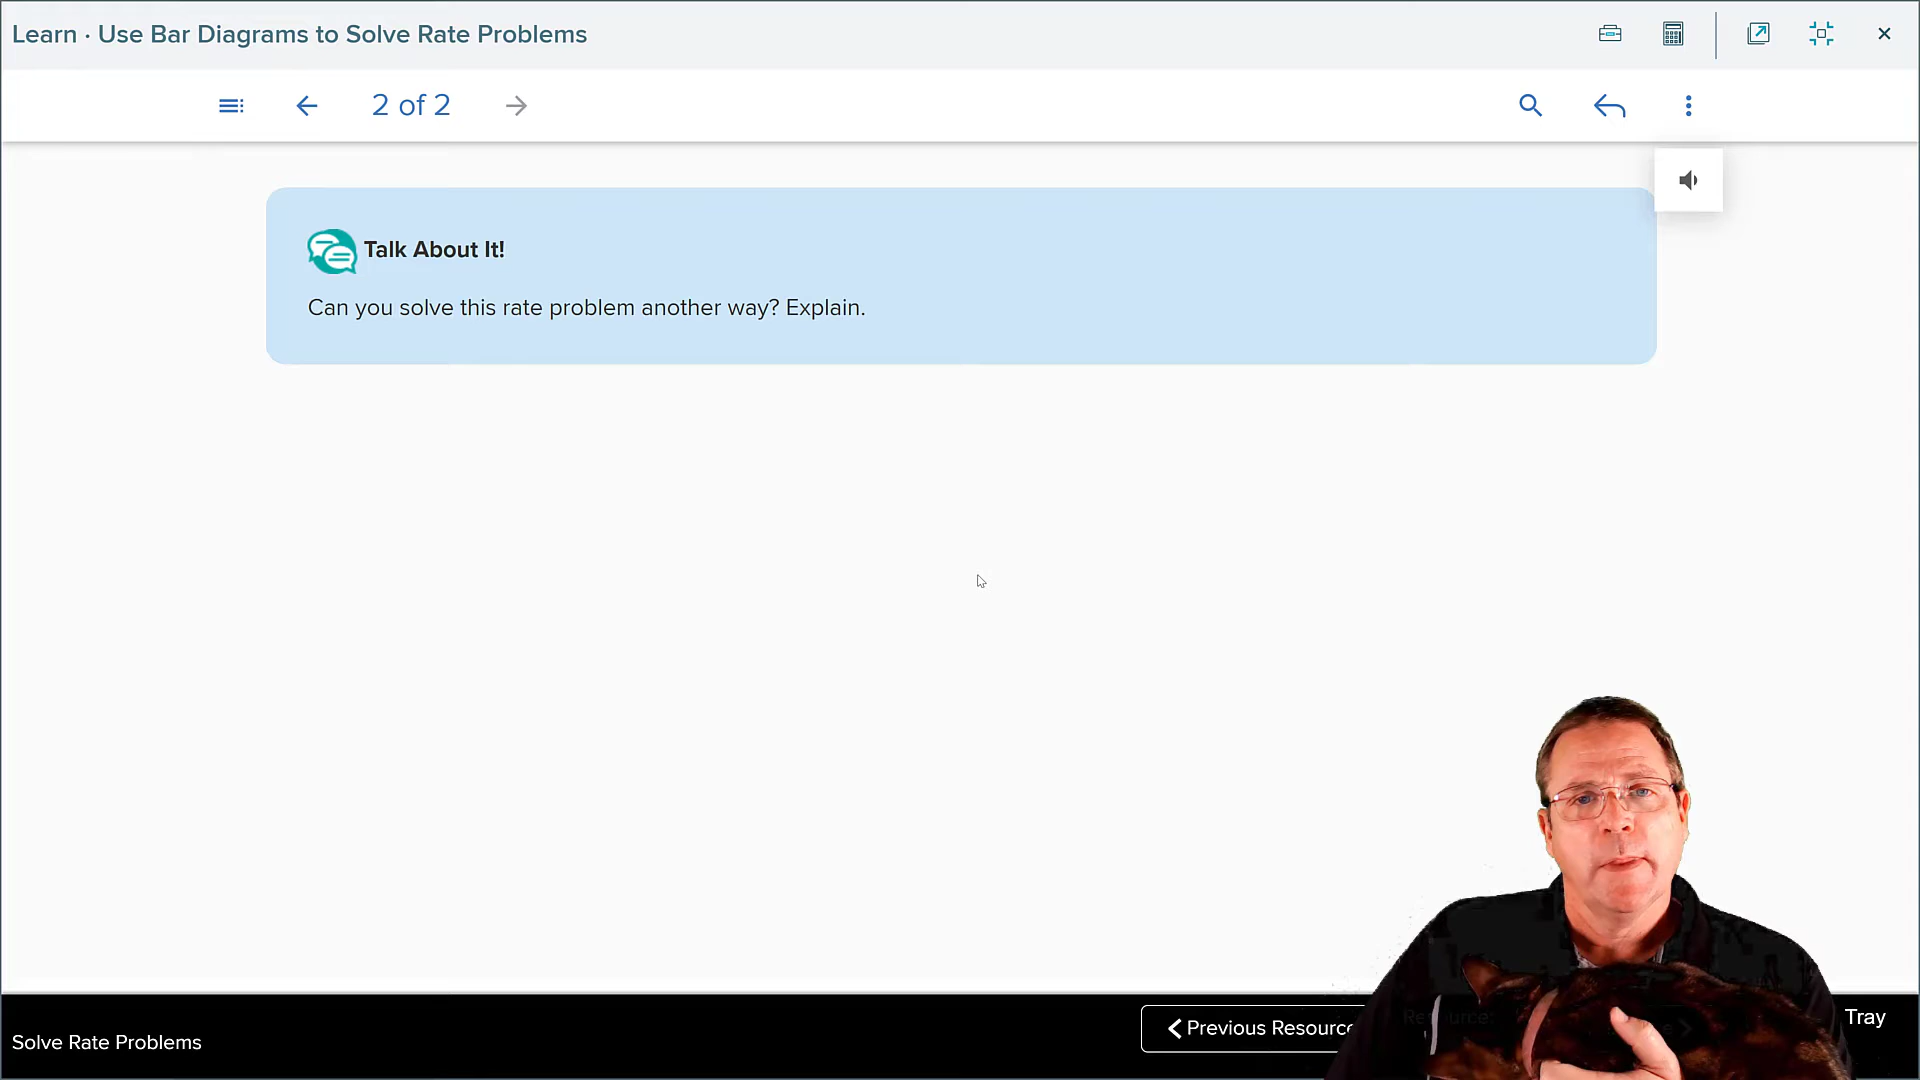 Learn · Use Bar Diagrams to Solve Rate Problems
2 of 2
Talk About It!
Can you solve this rate problem another way? Explain.
Previous Resource
Tray
Solve Rate Problems